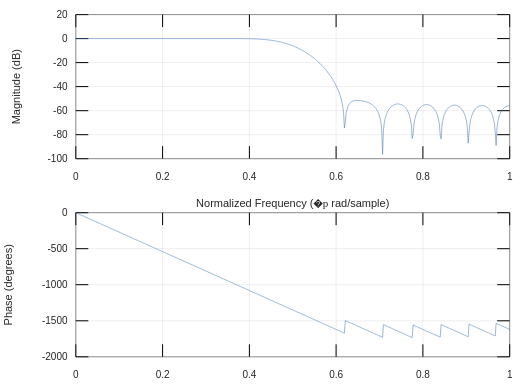 20
0
-20
-40
-60
-80
-100
Magnitude (dB)
0 0.2 0.4 0.6 0.8 1
Normalized Frequency (�p rad/sample)
0
-500
-1000
-1500
-2000
Phase (degrees)
0 0.2 0.4 0.6 0.8 1